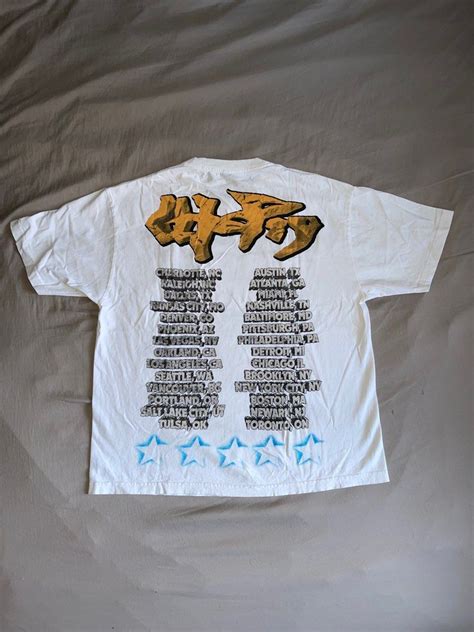 CHARLOTTE, NC
RALEIGH, NC
DALLAS, TX
KANSAS CITY, MO
DENVER, CO
PHOENIX, AZ
LAS VEGAS, NV
OAKLAND, CA
LOS ANGELES, CA
SEATTLE, WA
VANCOUVER, BC
PORTLAND, OR
SALT LAKE CITY, UT
TULSA, OK
AUSTIN, TX
ATLANTA, GA
MIAMI, FL
NASHVILLE, TN
BALTIMORE, MD
PITTSBURGH, PA
PHILADELPHIA, PA
DETROIT, MI
CHICAGO, IL
BROOKLYN, NY
NEW YORK CITY, NY
BOSTON, MA
NEWARK, NJ
TORONTO, ON